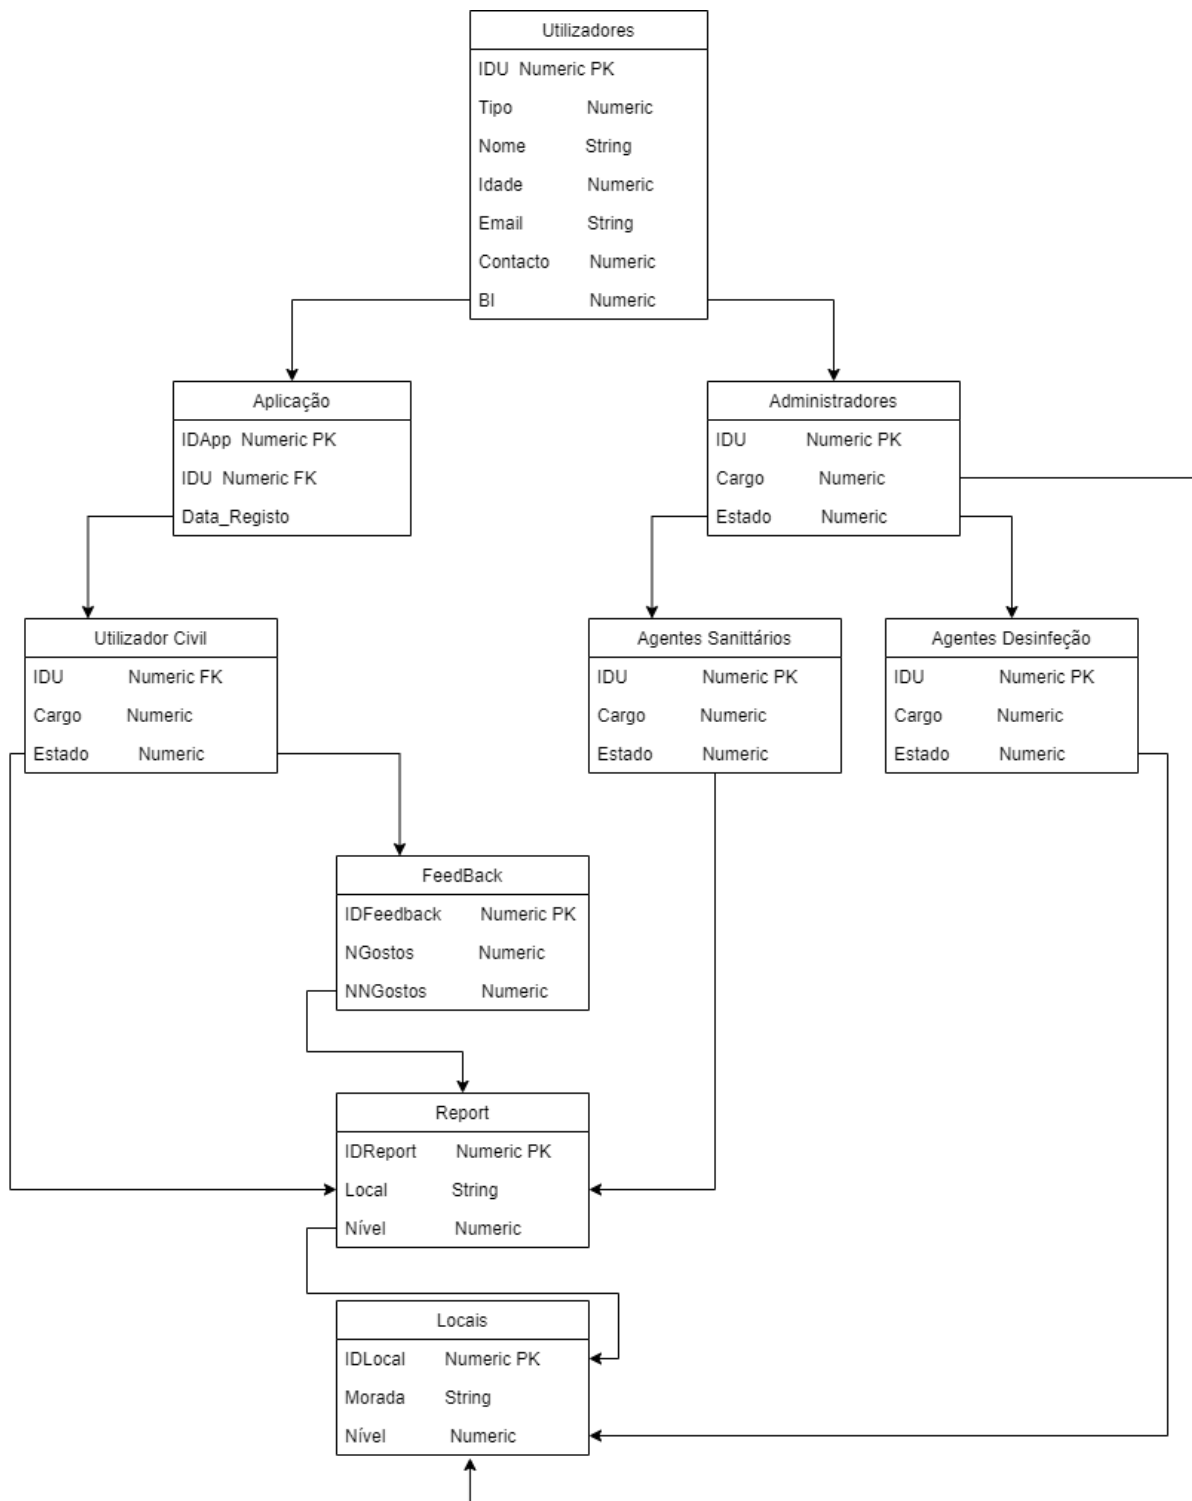 Utilizadores
IDU Numeric PK
Tipo Numeric
Nome String
Idade Numeric
Email String
Contacto Numeric
BI Numeric
Aplicação
IDApp Numeric PK
IDU Numeric FK
Data_Registo
Administradores
IDU Numeric PK
Cargo Numeric
Estado Numeric
Utilizador Civil
IDU Numeric FK
Cargo Numeric
Estado Numeric
Agentes Sanittários
IDU Numeric PK
Cargo Numeric
Estado Numeric
Agentes Desinfeção
IDU Numeric PK
Cargo Numeric
Estado Numeric
FeedBack
IDFeedback Numeric PK
NGostos Numeric
NNGostos Numeric
Report
IDReport Numeric PK
Local String
Nível Numeric
Locais
IDLocal Numeric PK
Morada String
Nível Numeric